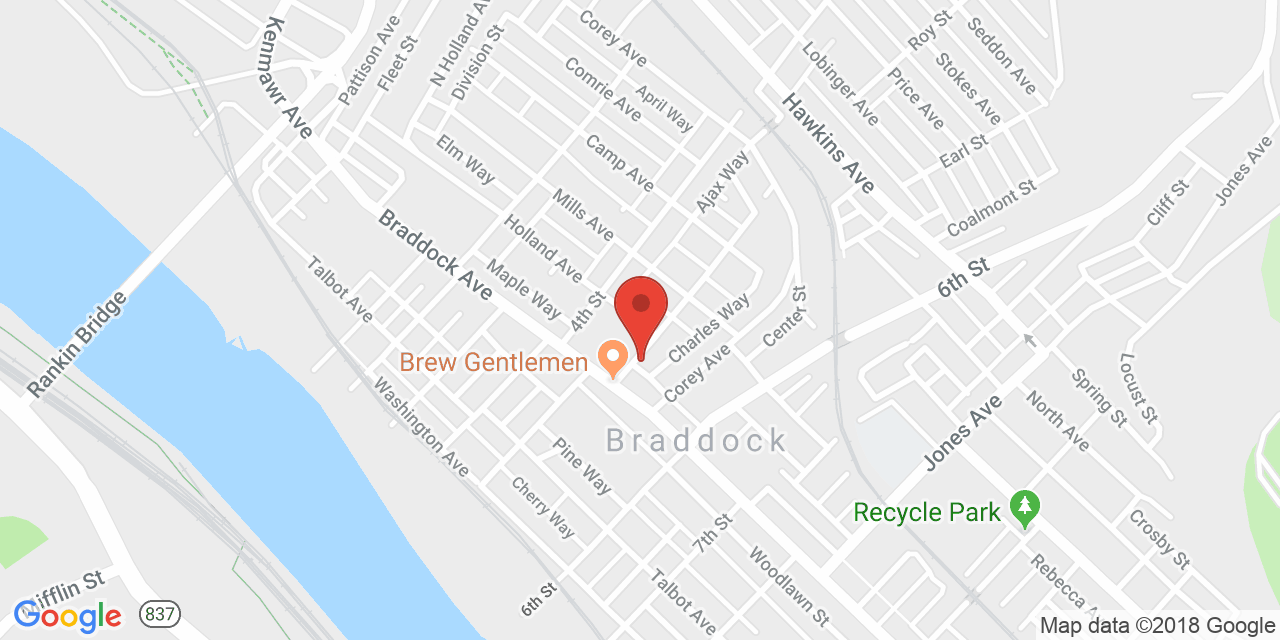 Kenmawr Ave
Pattison Ave
Fleet St
N Holland Av
Division St
Corey Ave
Comrie Ave
April Way
Camp Ave
Elm Way
Mills Ave
Holland Ave
Maple Way
4th St
Ajax Way
Hawkins Ave
Lobinger Ave
Roy St
Seddon Ave
Stokes Ave
Price Ave
Earl St
Coalmont St
Cliff St
Jones Ave
6th St
Braddock Ave
Talbot Ave
Rankin Bridge
Washington Ave
Brew Gentlemen
Charles Way
Center St
Corey Ave
Braddock
Pine Way
Cherry Way
6th St
7th St
Talbot Ave
Woodlawn St
Jones Ave
Recycle Park
North Ave
Spring St
Locust St
Crosby St
Rebecca A
Mifflin St
837
Google
Map data ©2018 Google